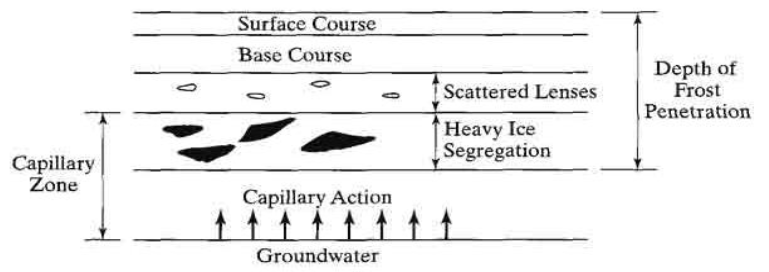 Surface Course
Base Course
Scattered Lenses
Depth of
Frost
Penetration
Heavy Ice
Segregation
Capillary
Zone
Capillary Action
Groundwater